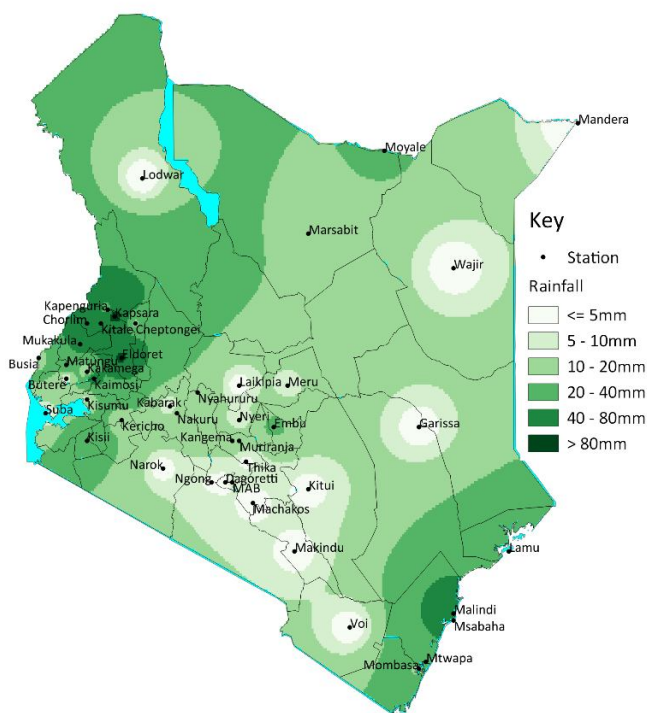 Mandera
Moyale
Lodwar
Marsabit
Wajir
Key
Station
Rainfall
<= 5mm
5 - 10mm
10 - 20mm
20 - 40mm
40 - 80mm
> 80mm
Kapenguria
Kapsara
Chorlim
Kitale
Cheptongei
Mukakula
Eldoret
Busia
Matungu
Kakamega
Butere
Kaimosi
Laikipia
Meru
Nyahururu
Suba
Kisumu
Kabarak
Nakuru
Nyeri
Embu
Garissa
Kericho
Kisii
Kangema
Muriranja
Narok
Thika
Ngong
Dagoretti
MAB
Kitui
Machakos
Makindu
Lamu
Voi
Malindi
Msabaha
Mtwapa
Mombasa